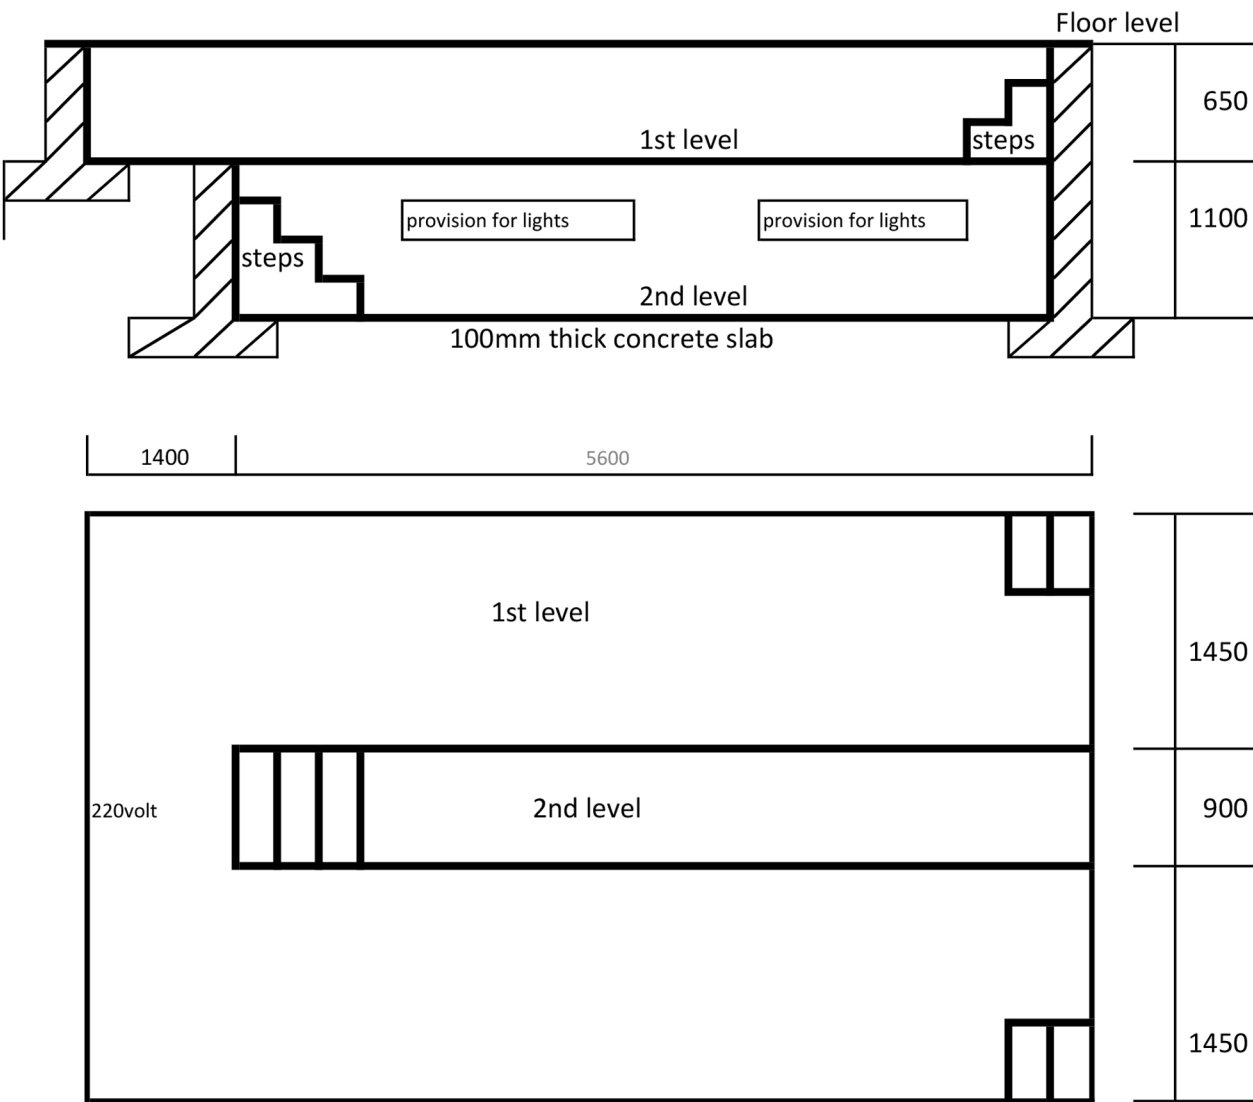 Floor level
650
1st level
steps
1100
provision for lights
provision for lights
steps
2nd level
100mm thick concrete slab
1400
5600
1st level
1450
220volt
2nd level
900
1450